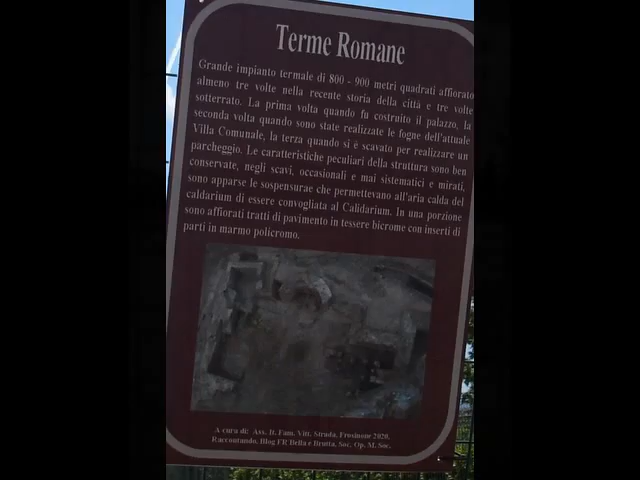 Terme Romane
Grande impianto termale di 800 - 900 metri quadrati affiorato
almeno tre volte nella recente storia della città e tre volte
sotterrato. La prima volta quando fu costruito il palazzo, la
seconda volta quando sono state realizzate le fogne dell'attuale
Villa Comunale, la terza quando si è scavato per realizzare un
parcheggio. Le caratteristiche peculiari della struttura sono ben
conservate, negli scavi, occasionali e mai sistematici e mirati,
sono apparse le sospensurae che permettevano all'aria calda del
caldarium di essere convogliata al Calidarium. In una porzione
sono affiorati tratti di pavimento in tessere bicrome con inserti di
parti in marmo policromo.
A cura di: Ass. It. Fam. Vitt. Strada, Frosinone 2020,
Raccontando, Blog FR Bella e Brutta, Soc. Op. M. Soc.